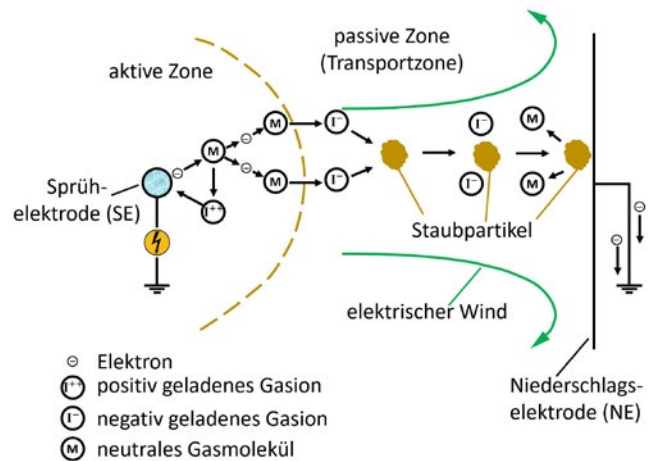 passive Zone
(Transportzone)
aktive Zone
M
I⁻
I⁻
M
⊖
M
⊖
⊖
M
I⁻
I⁻
M
I⁺⁺
Sprüh-
elektrode (SE)
Staubpartikel
⊖
⊖
elektrischer Wind
⊖ Elektron
I⁺⁺ positiv geladenes Gasion
I⁻ negativ geladenes Gasion
M neutrales Gasmolekül
Niederschlags-
elektrode (NE)